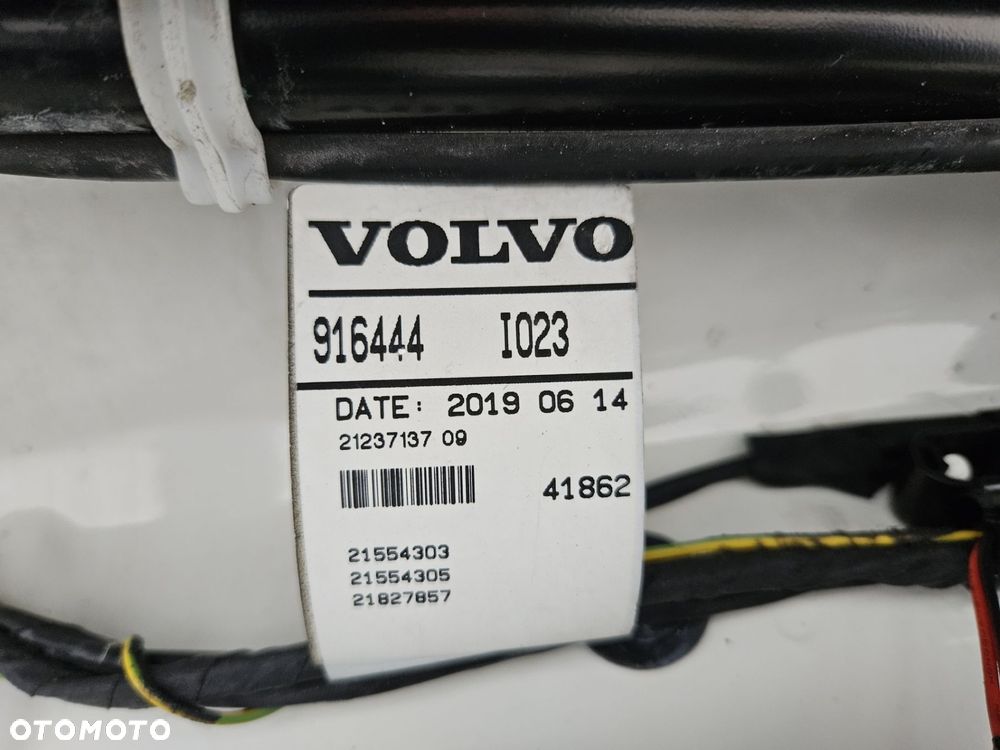 VOLVO
916444 I023
DATE: 2019 06 14
21237137 09
41862
21554303
21554305
21827857
OTOMOTO